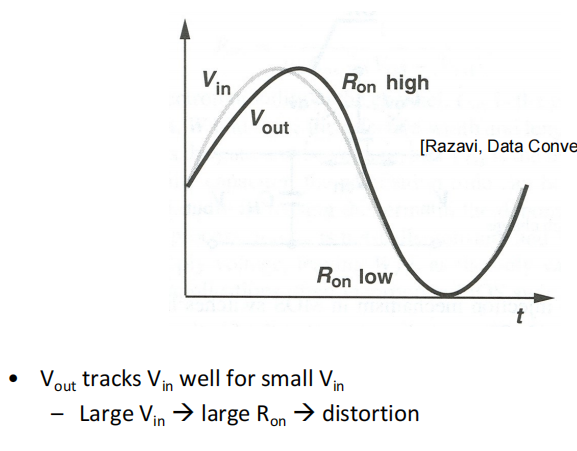 V_in
R_on high
V_out
[Razavi, Data Conve
R_on low
t
• V_out tracks V_in well for small V_in
– Large V_in → large R_on → distortion